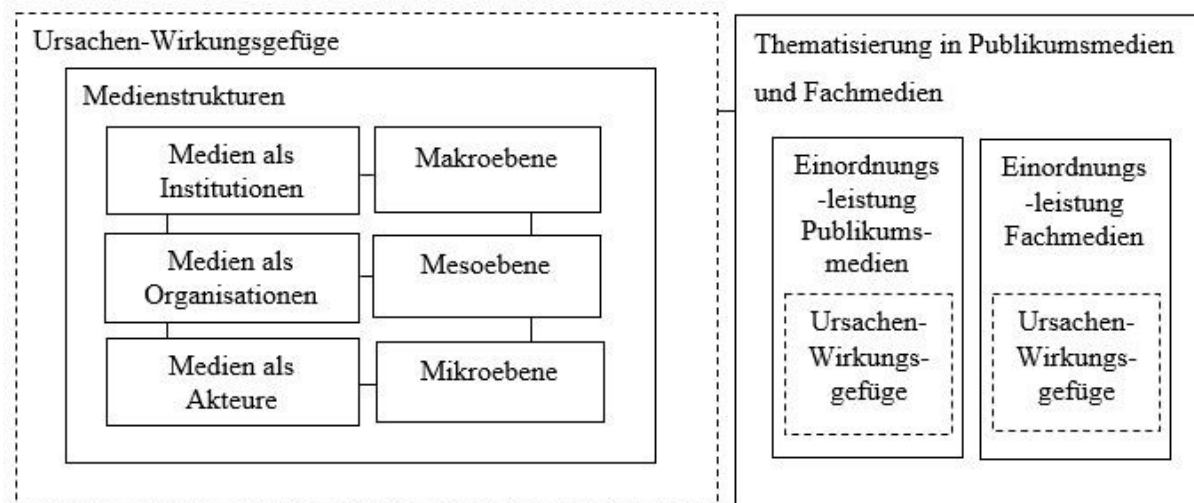 Ursachen-Wirkungsgefüge
Medienstrukturen
Medien als
Institutionen
Makroebene
Medien als
Organisationen
Mesoebene
Medien als
Akteure
Mikroebene
Thematisierung in Publikumsmedien
und Fachmedien
Einordnungs
-leistung
Publikums-
medien
Ursachen-
Wirkungs-
gefüge
Einordnungs
-leistung
Fachmedien
Ursachen-
Wirkungs-
gefüge